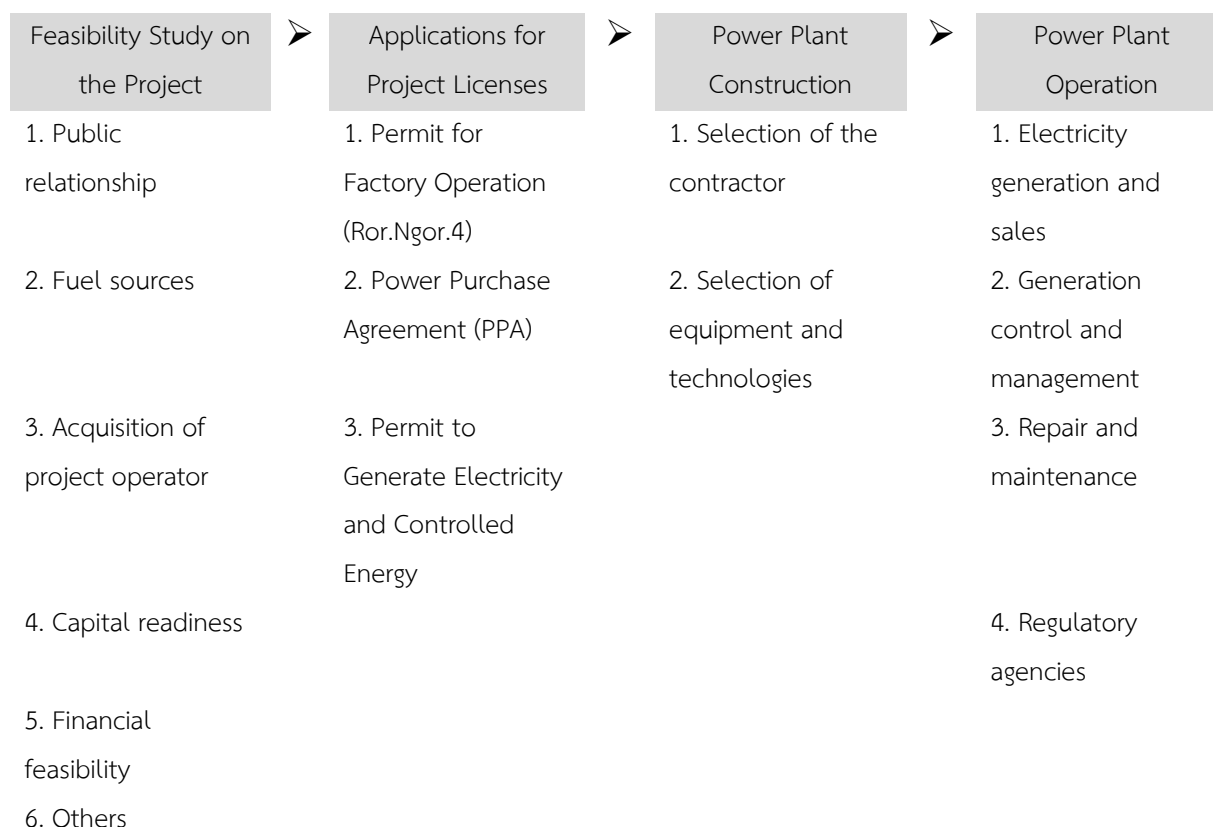 Feasibility Study on
the Project
➢
Applications for
Project Licenses
➢
Power Plant
Construction
➢
Power Plant
Operation
1. Public
relationship
1. Permit for
Factory Operation
(Ror.Ngor.4)
1. Selection of the
contractor
1. Electricity
generation and
sales
2. Fuel sources
2. Power Purchase
Agreement (PPA)
2. Selection of
equipment and
technologies
2. Generation
control and
management
3. Acquisition of
project operator
3. Permit to
Generate Electricity
and Controlled
Energy
3. Repair and
maintenance
4. Capital readiness
4. Regulatory
agencies
5. Financial
feasibility
6. Others